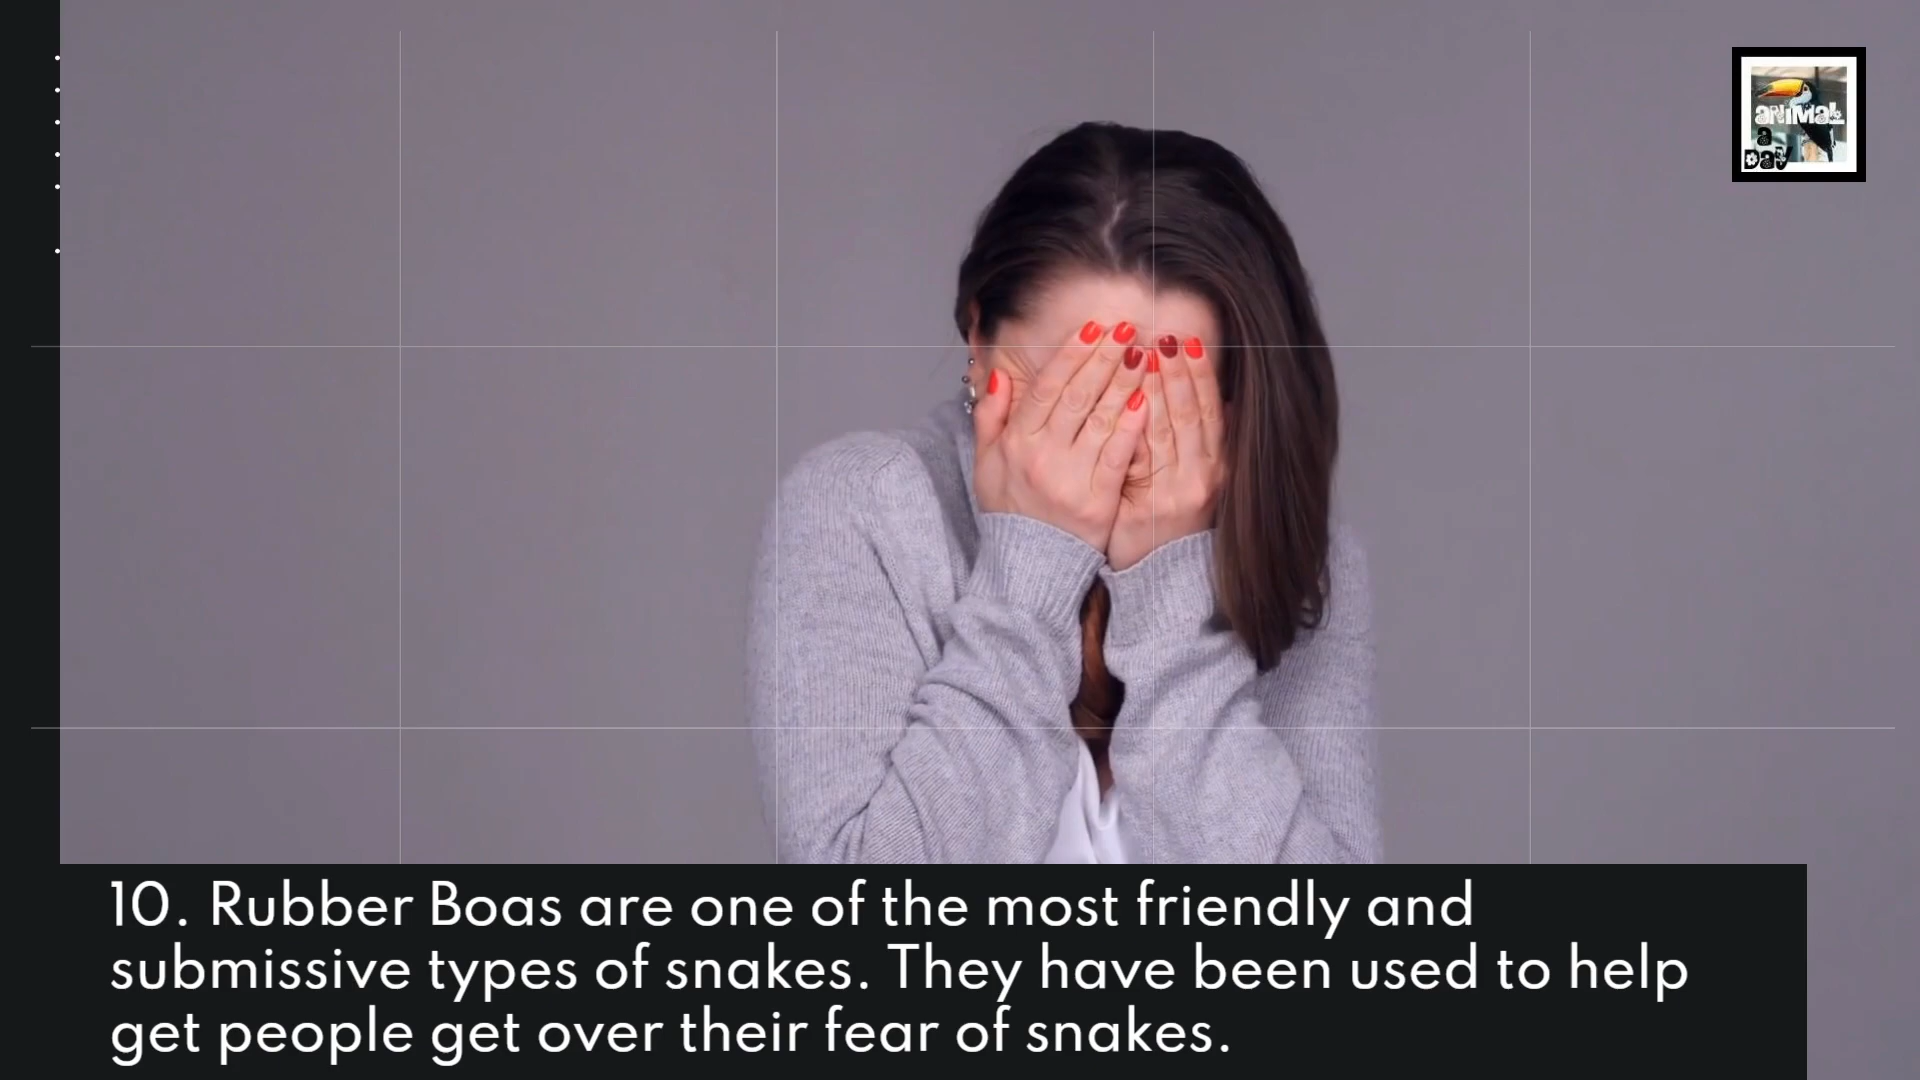 aNiMaL
a
Day
10. Rubber Boas are one of the most friendly and
submissive types of snakes. They have been used to help
get people get over their fear of snakes.